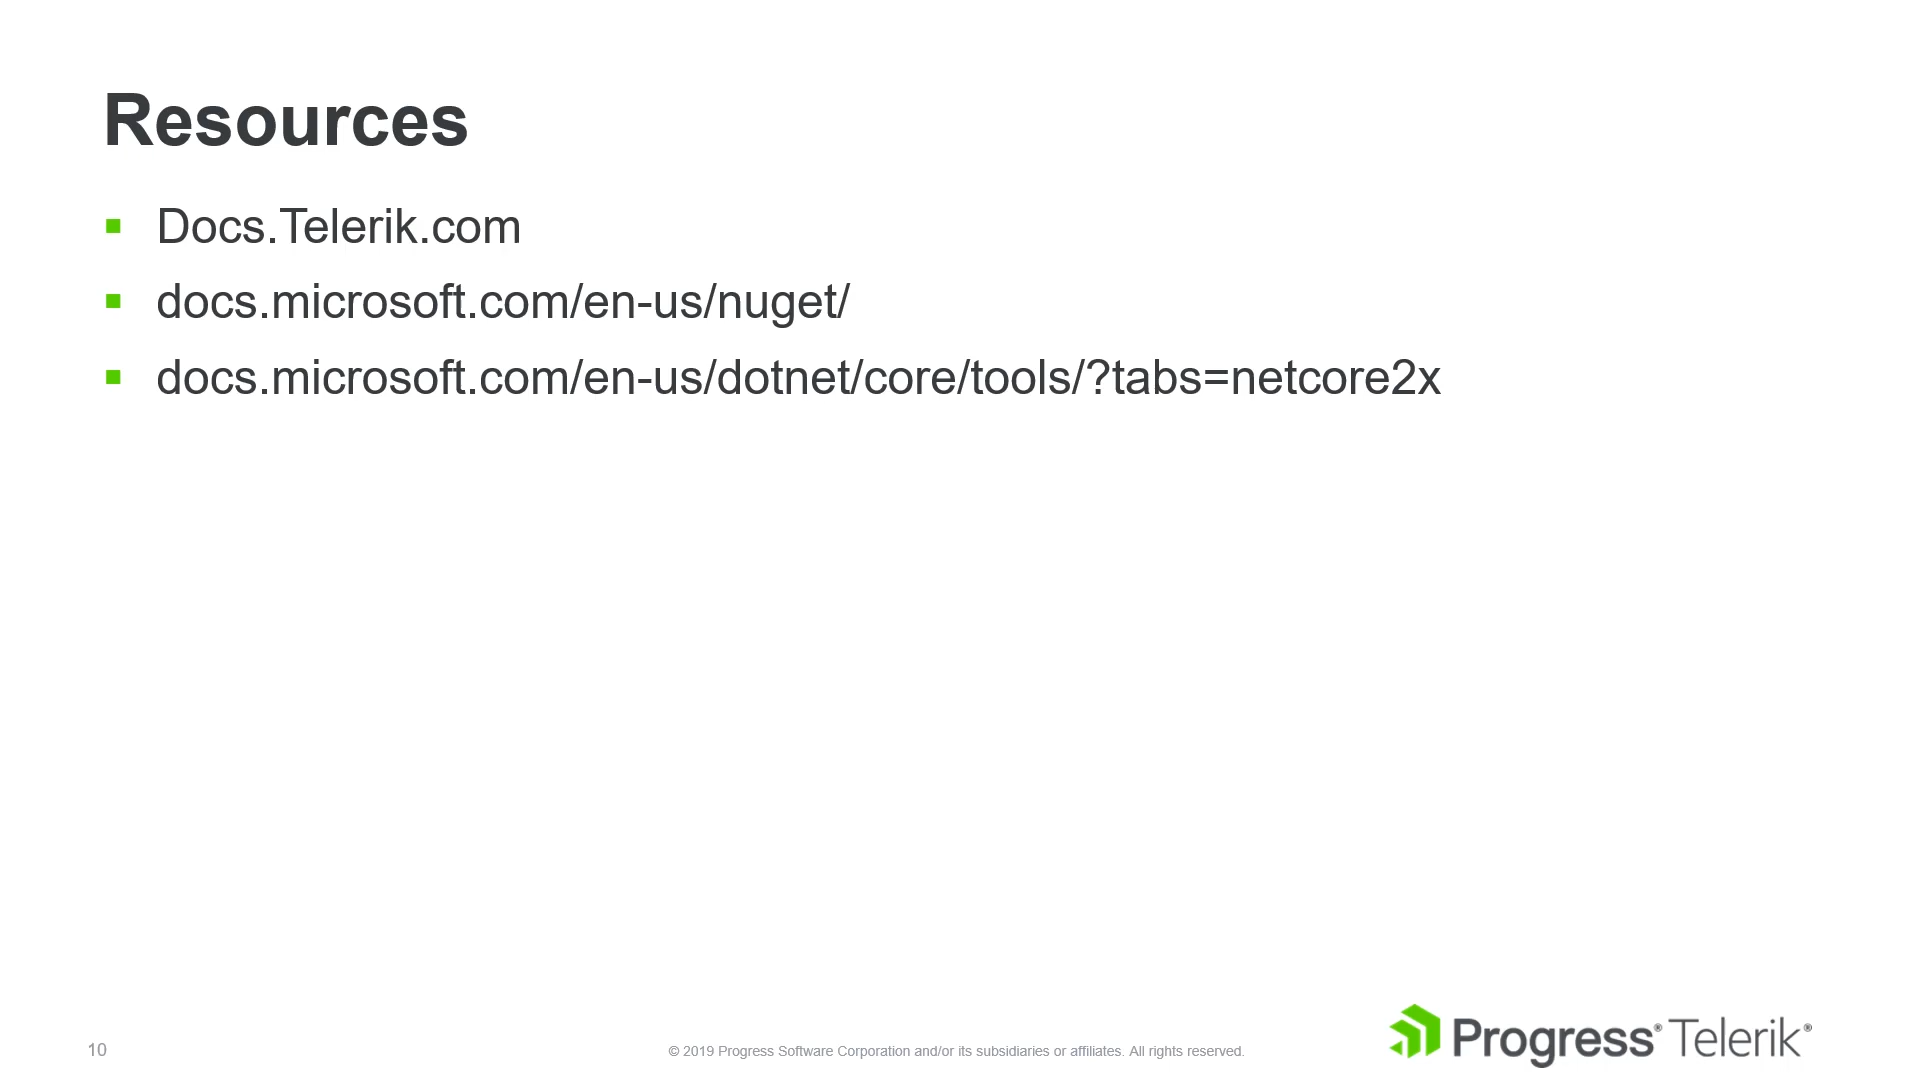 Resources
Docs.Telerik.com
docs.microsoft.com/en-us/nuget/
docs.microsoft.com/en-us/dotnet/core/tools/?tabs=netcore2x
10
© 2019 Progress Software Corporation and/or its subsidiaries or affiliates. All rights reserved.
Progress® Telerik®